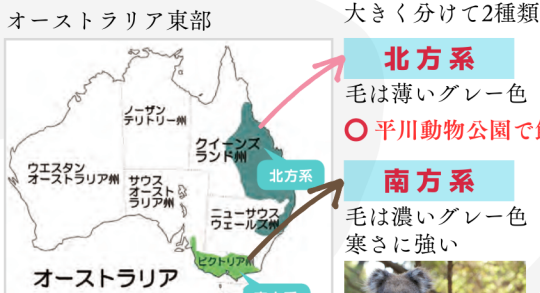 オーストラリア東部
大きく分けて2種類
北方系
毛は薄いグレー色
⭕ 平川動物公園で
南方系
毛は濃いグレー色
寒さに強い
ノーザン
テリトリー州
クイーンズ
ランド州
北方系
ウエスタン
オーストラリア州
サウス
オースト
ラリア州
ニューサウス
ウェールズ州
ビクトリア州
オーストラリア